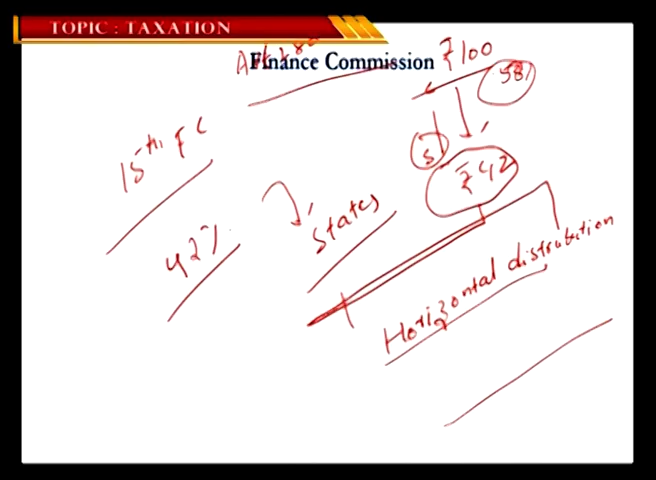 TOPIC : TAXATION
Finance Commission
₹100
58%
15th FC
S
₹42
42%
States
Horizontal distribution